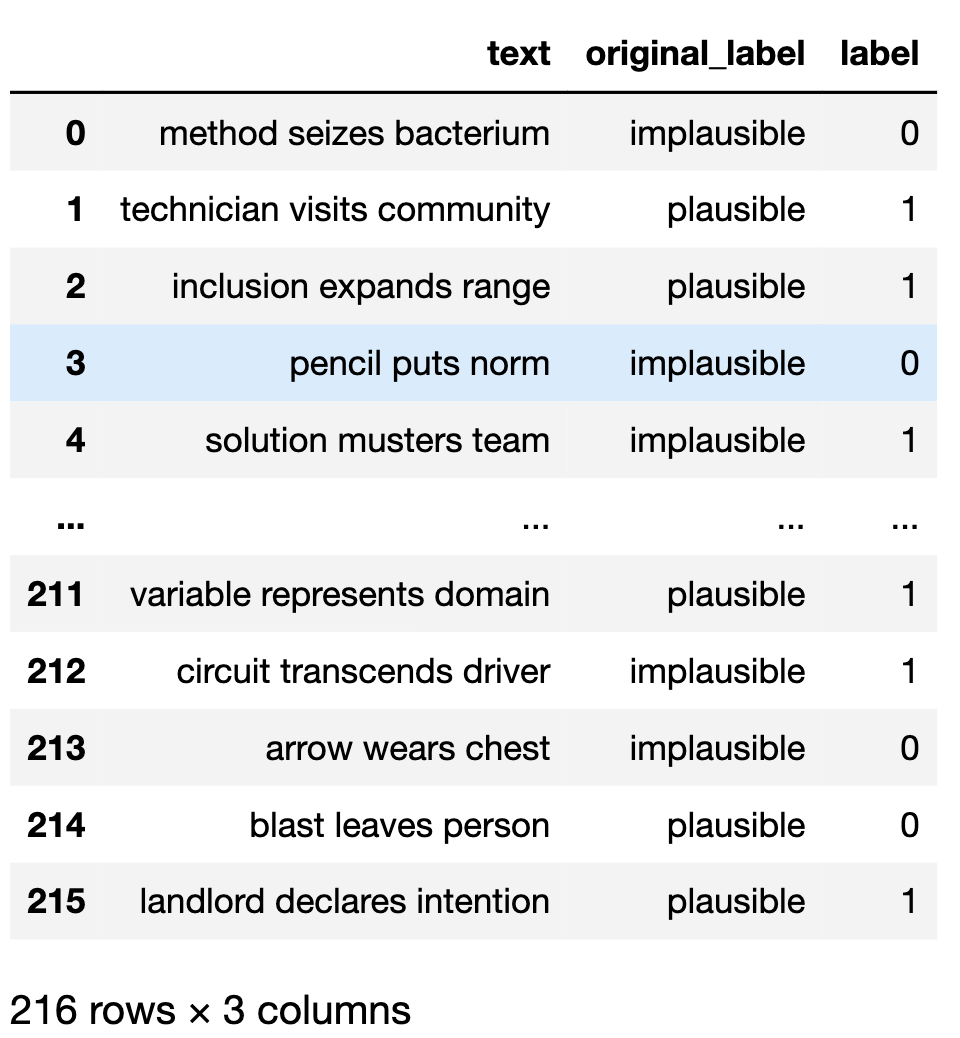 text original_label label
0 method seizes bacterium implausible 0
1 technician visits community plausible 1
2 inclusion expands range plausible 1
3 pencil puts norm implausible 0
4 solution musters team implausible 1
... ... ... ...
211 variable represents domain plausible 1
212 circuit transcends driver implausible 1
213 arrow wears chest implausible 0
214 blast leaves person plausible 0
215 landlord declares intention plausible 1
216 rows × 3 columns